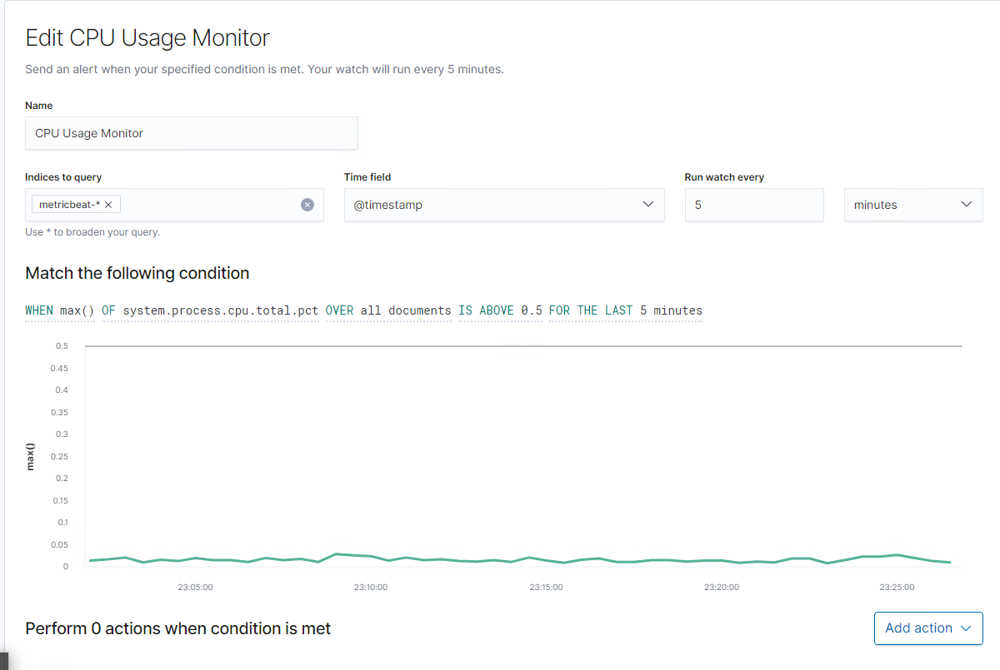 Edit CPU Usage Monitor
Send an alert when your specified condition is met. Your watch will run every 5 minutes.
Name
CPU Usage Monitor
Indices to query Time field Run watch every
metricbeat-* × @timestamp 5 minutes
Use * to broaden your query.
Match the following condition
WHEN max() OF system.process.cpu.total.pct OVER all documents IS ABOVE 0.5 FOR THE LAST 5 minutes
0.5
0.45
0.4
0.35
0.3
0.25
0.2
0.15
0.1
0.05
0
max()
23:05:00 23:10:00 23:15:00 23:20:00 23:25:00
Perform 0 actions when condition is met Add action